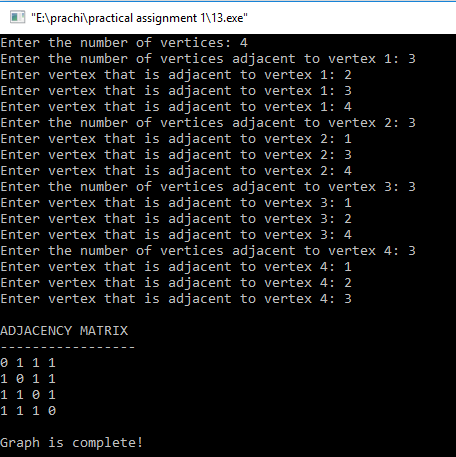 "E:\prachi\practical assignment 1\13.exe"
Enter the number of vertices: 4
Enter the number of vertices adjacent to vertex 1: 3
Enter vertex that is adjacent to vertex 1: 2
Enter vertex that is adjacent to vertex 1: 3
Enter vertex that is adjacent to vertex 1: 4
Enter the number of vertices adjacent to vertex 2: 3
Enter vertex that is adjacent to vertex 2: 1
Enter vertex that is adjacent to vertex 2: 3
Enter vertex that is adjacent to vertex 2: 4
Enter the number of vertices adjacent to vertex 3: 3
Enter vertex that is adjacent to vertex 3: 1
Enter vertex that is adjacent to vertex 3: 2
Enter vertex that is adjacent to vertex 3: 4
Enter the number of vertices adjacent to vertex 4: 3
Enter vertex that is adjacent to vertex 4: 1
Enter vertex that is adjacent to vertex 4: 2
Enter vertex that is adjacent to vertex 4: 3
ADJACENCY MATRIX
-----------------
0 1 1 1
1 0 1 1
1 1 0 1
1 1 1 0
Graph is complete!